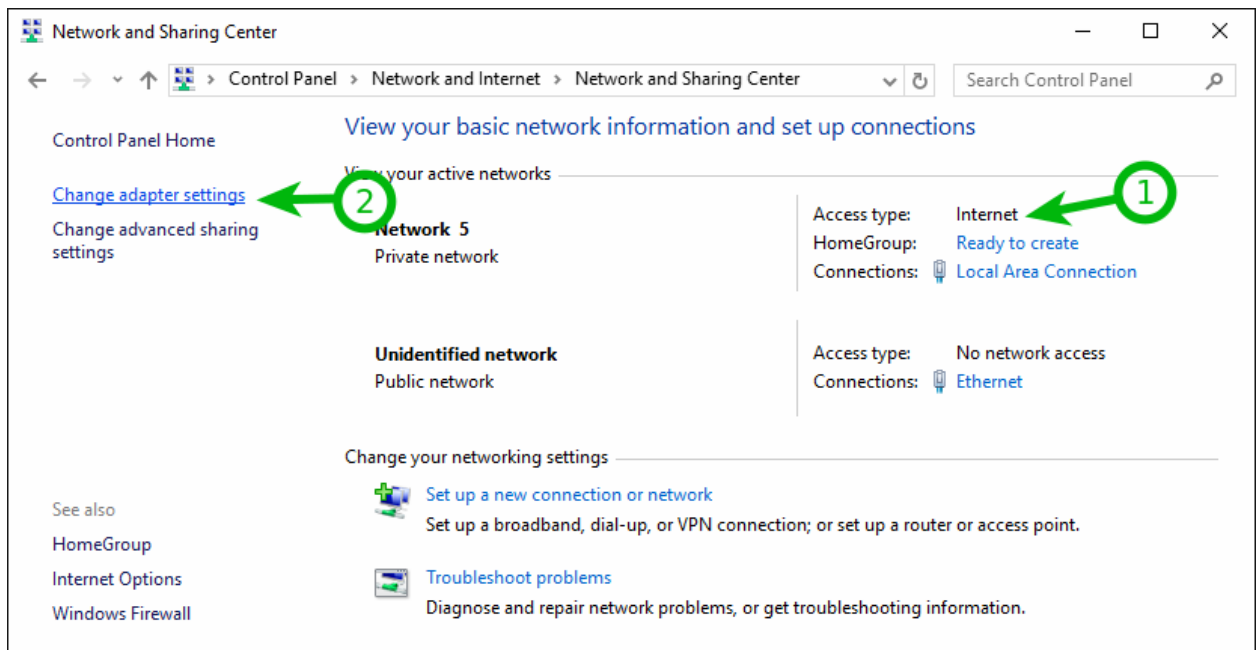 Network and Sharing Center
Control Panel > Network and Internet > Network and Sharing Center
Search Control Panel
Control Panel Home
Change adapter settings
Change advanced sharing
settings
View your basic network information and set up connections
View your active networks
2
1
Network 5
Private network
Access type: Internet
HomeGroup: Ready to create
Connections: Local Area Connection
Unidentified network
Public network
Access type: No network access
Connections: Ethernet
Change your networking settings
Set up a new connection or network
Set up a broadband, dial-up, or VPN connection; or set up a router or access point.
Troubleshoot problems
Diagnose and repair network problems, or get troubleshooting information.
See also
HomeGroup
Internet Options
Windows Firewall